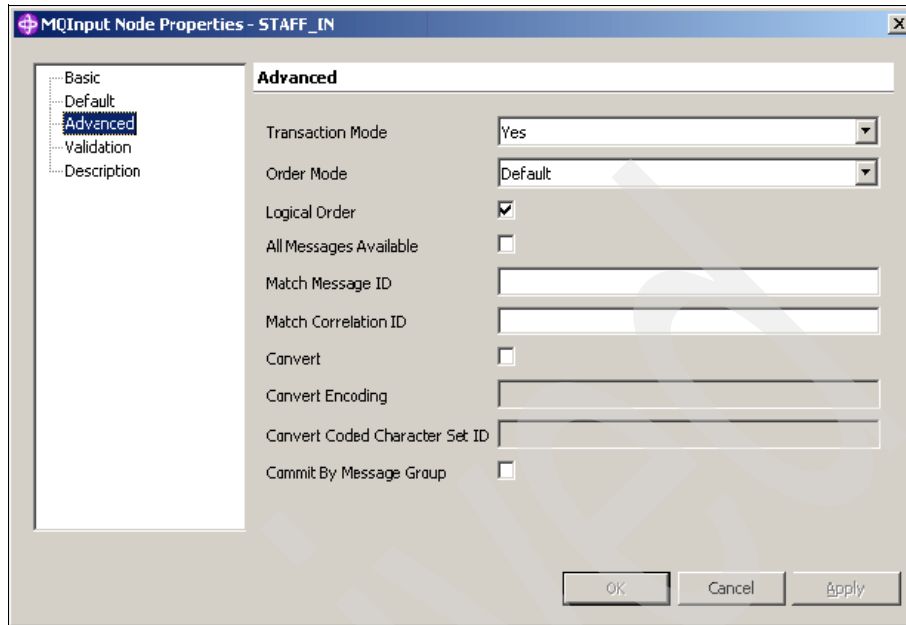 MQInput Node Properties - STAFF_IN
Basic
Default
Advanced
Validation
Description
Advanced
Transaction Mode Yes
Order Mode Default
Logical Order
All Messages Available
Match Message ID
Match Correlation ID
Convert
Convert Encoding
Convert Coded Character Set ID
Commit By Message Group
OK Cancel Apply